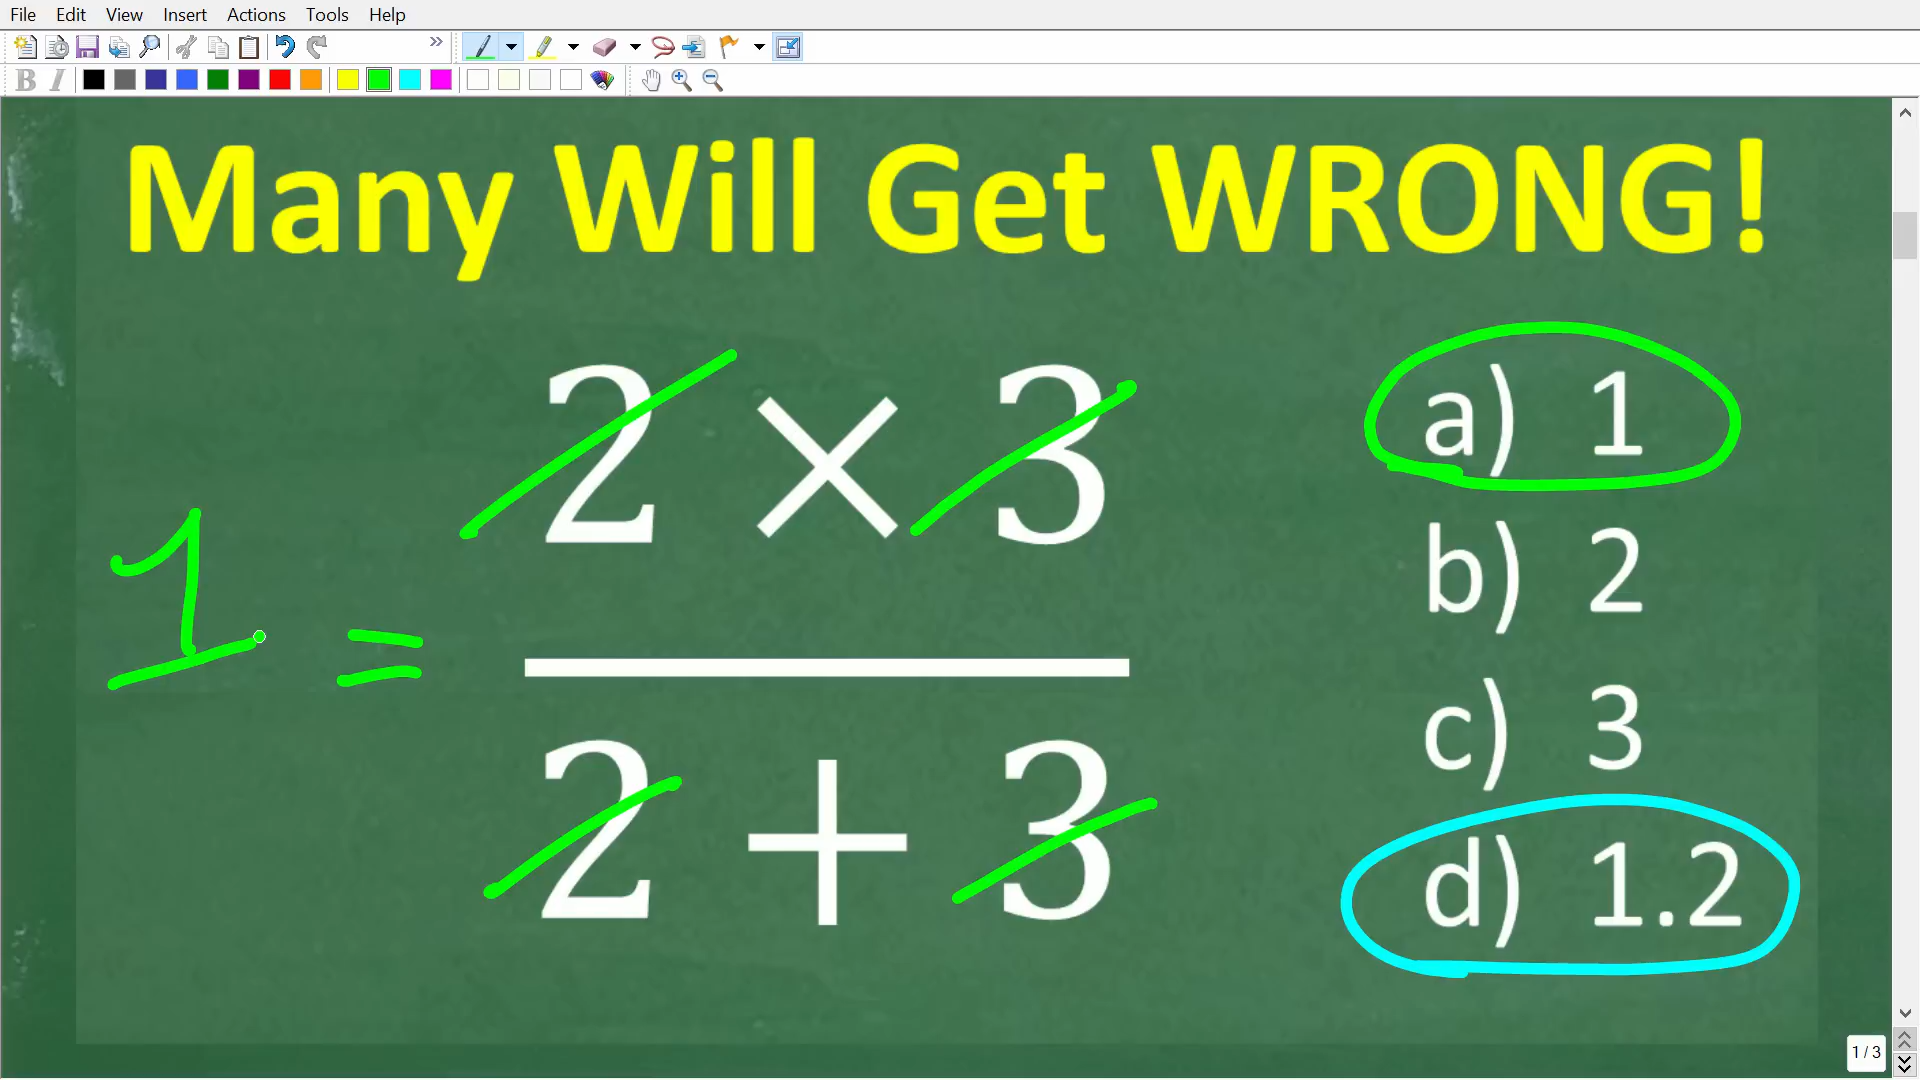 File Edit View Insert Actions Tools Help
B I
Many Will Get WRONG!
2 × 3
2 + 3
1 =
a) 1
b) 2
c) 3
d) 1.2
1 / 3